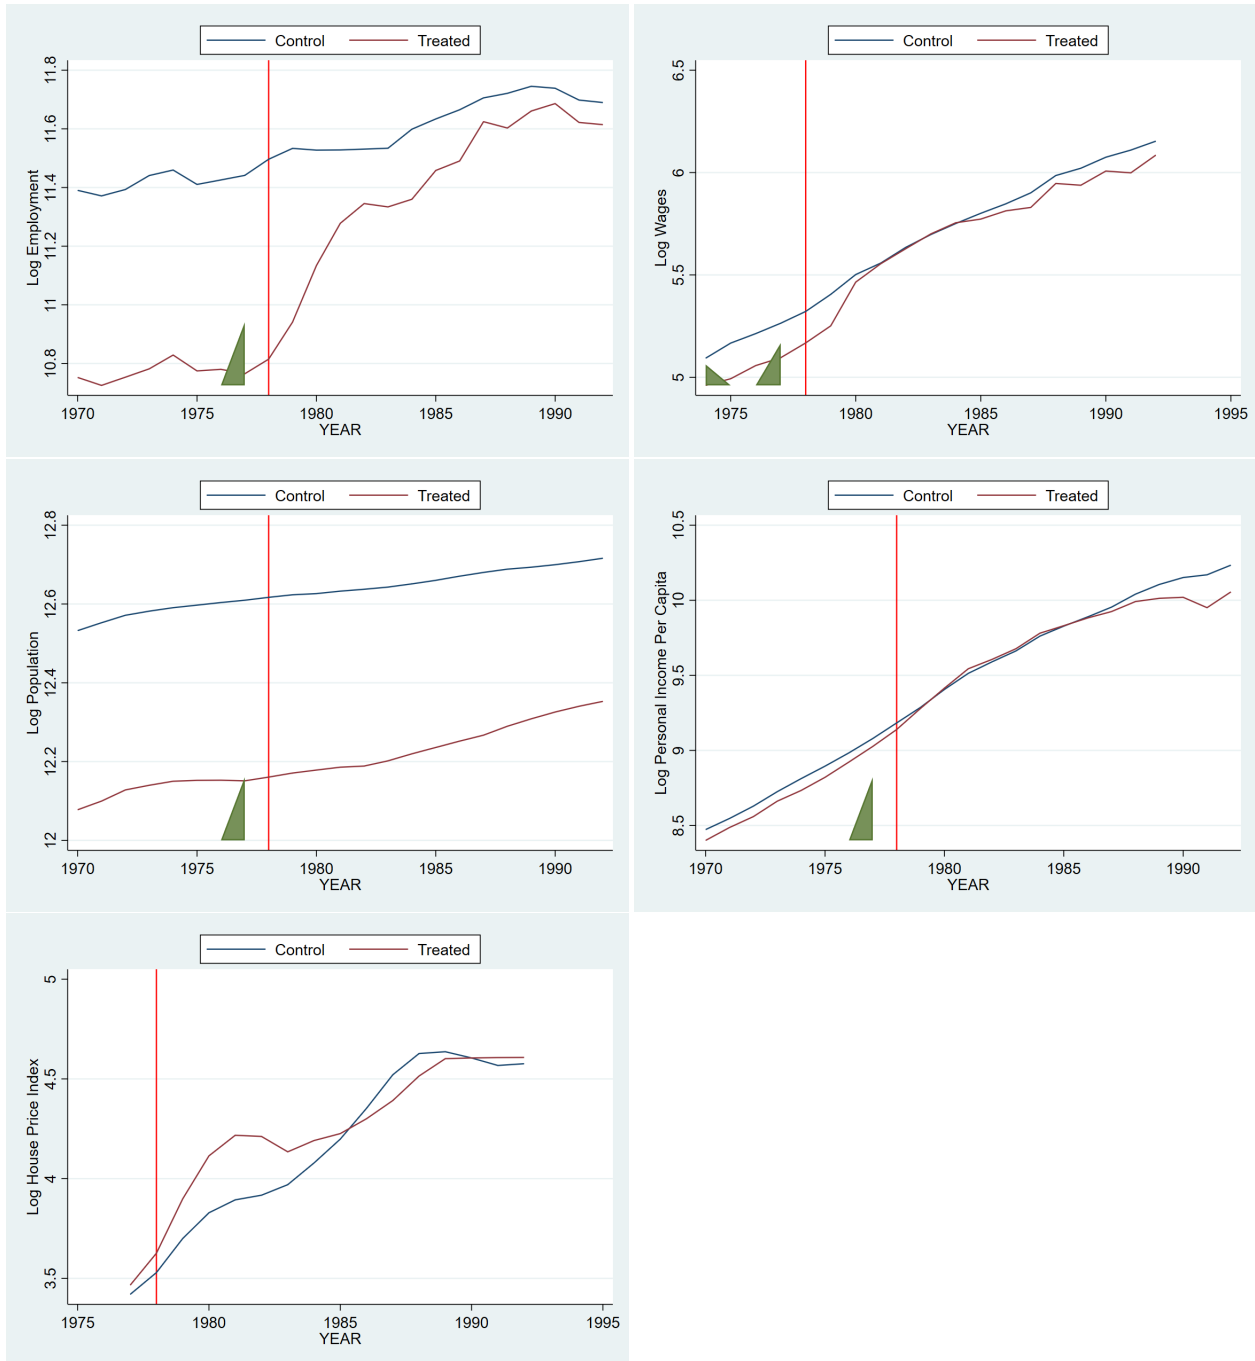 Control Treated
Log Employment
11.8
11.6
11.4
11.2
11
10.8
1970 1975 1980 1985 1990
YEAR
Control Treated
Log Wages
6.5
6
5.5
5
1975 1980 1985 1990 1995
YEAR
Control Treated
Log Population
12.8
12.6
12.4
12.2
12
1970 1975 1980 1985 1990
YEAR
Control Treated
Log Personal Income Per Capita
10.5
10
9.5
9
8.5
1970 1975 1980 1985 1990
YEAR
Control Treated
Log House Price Index
5
4.5
4
3.5
1975 1980 1985 1990 1995
YEAR